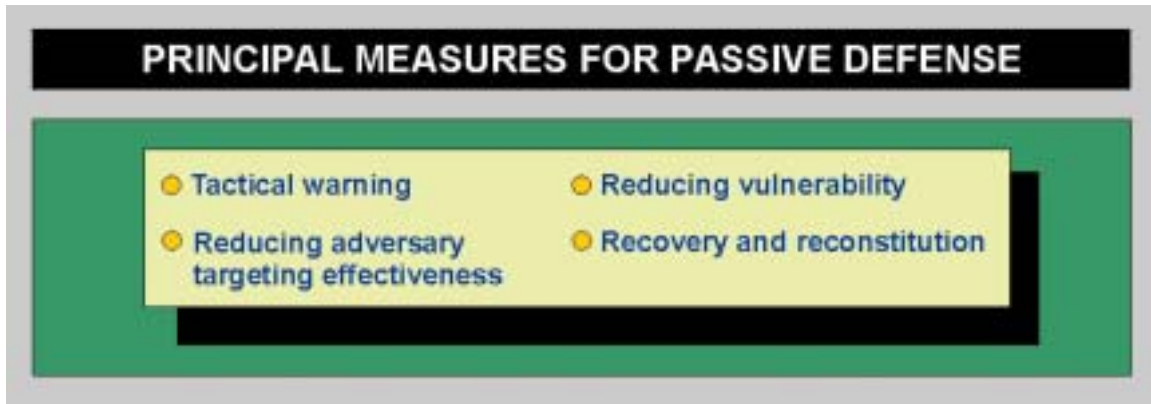 PRINCIPAL MEASURES FOR PASSIVE DEFENSE
Tactical warning
Reducing adversary
targeting effectiveness
Reducing vulnerability
Recovery and reconstitution